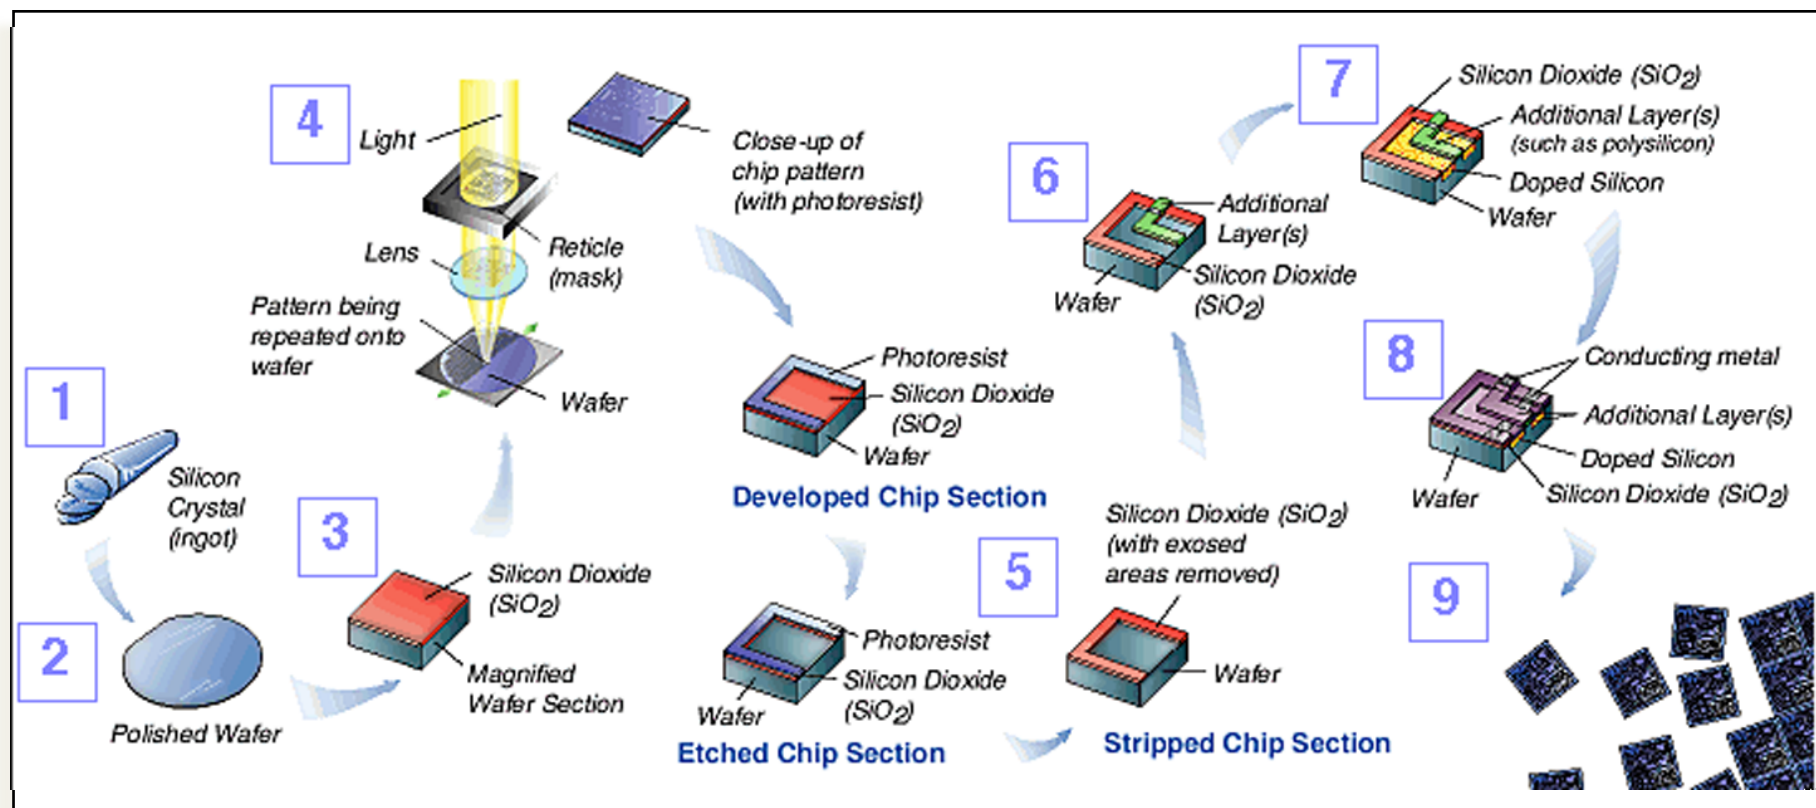 1
Silicon
Crystal
(ingot)
2
Polished Wafer
3
Silicon Dioxide
(SiO2)
Magnified
Wafer Section
4
Light
Lens
Reticle
(mask)
Pattern being
repeated onto
wafer
Wafer
Close-up of
chip pattern
(with photoresist)
Photoresist
Silicon Dioxide
(SiO2)
Wafer
Developed Chip Section
Photoresist
Silicon Dioxide
(SiO2)
Wafer
Etched Chip Section
5
Silicon Dioxide (SiO2)
(with exosed
areas removed)
Wafer
Stripped Chip Section
6
Additional
Layer(s)
Silicon Dioxide
(SiO2)
Wafer
7
Silicon Dioxide (SiO2)
Additional Layer(s)
(such as polysilicon)
Doped Silicon
Wafer
8
Conducting metal
Additional Layer(s)
Doped Silicon
Silicon Dioxide (SiO2)
Wafer
9